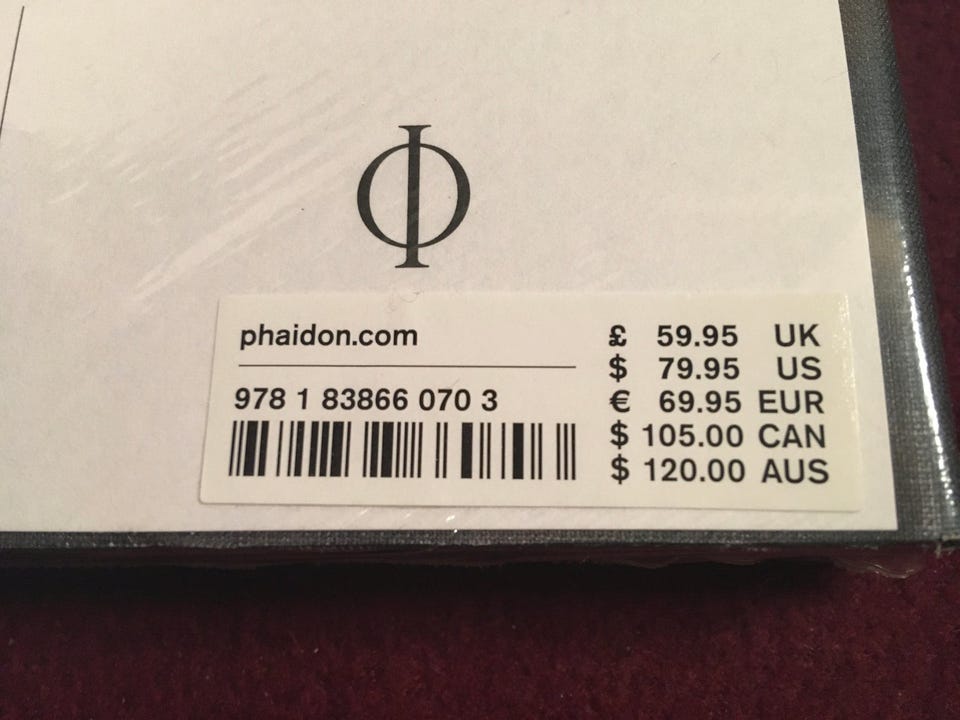 Φ
phaidon.com
978 1 83866 070 3
£ 59.95 UK
$ 79.95 US
€ 69.95 EUR
$ 105.00 CAN
$ 120.00 AUS